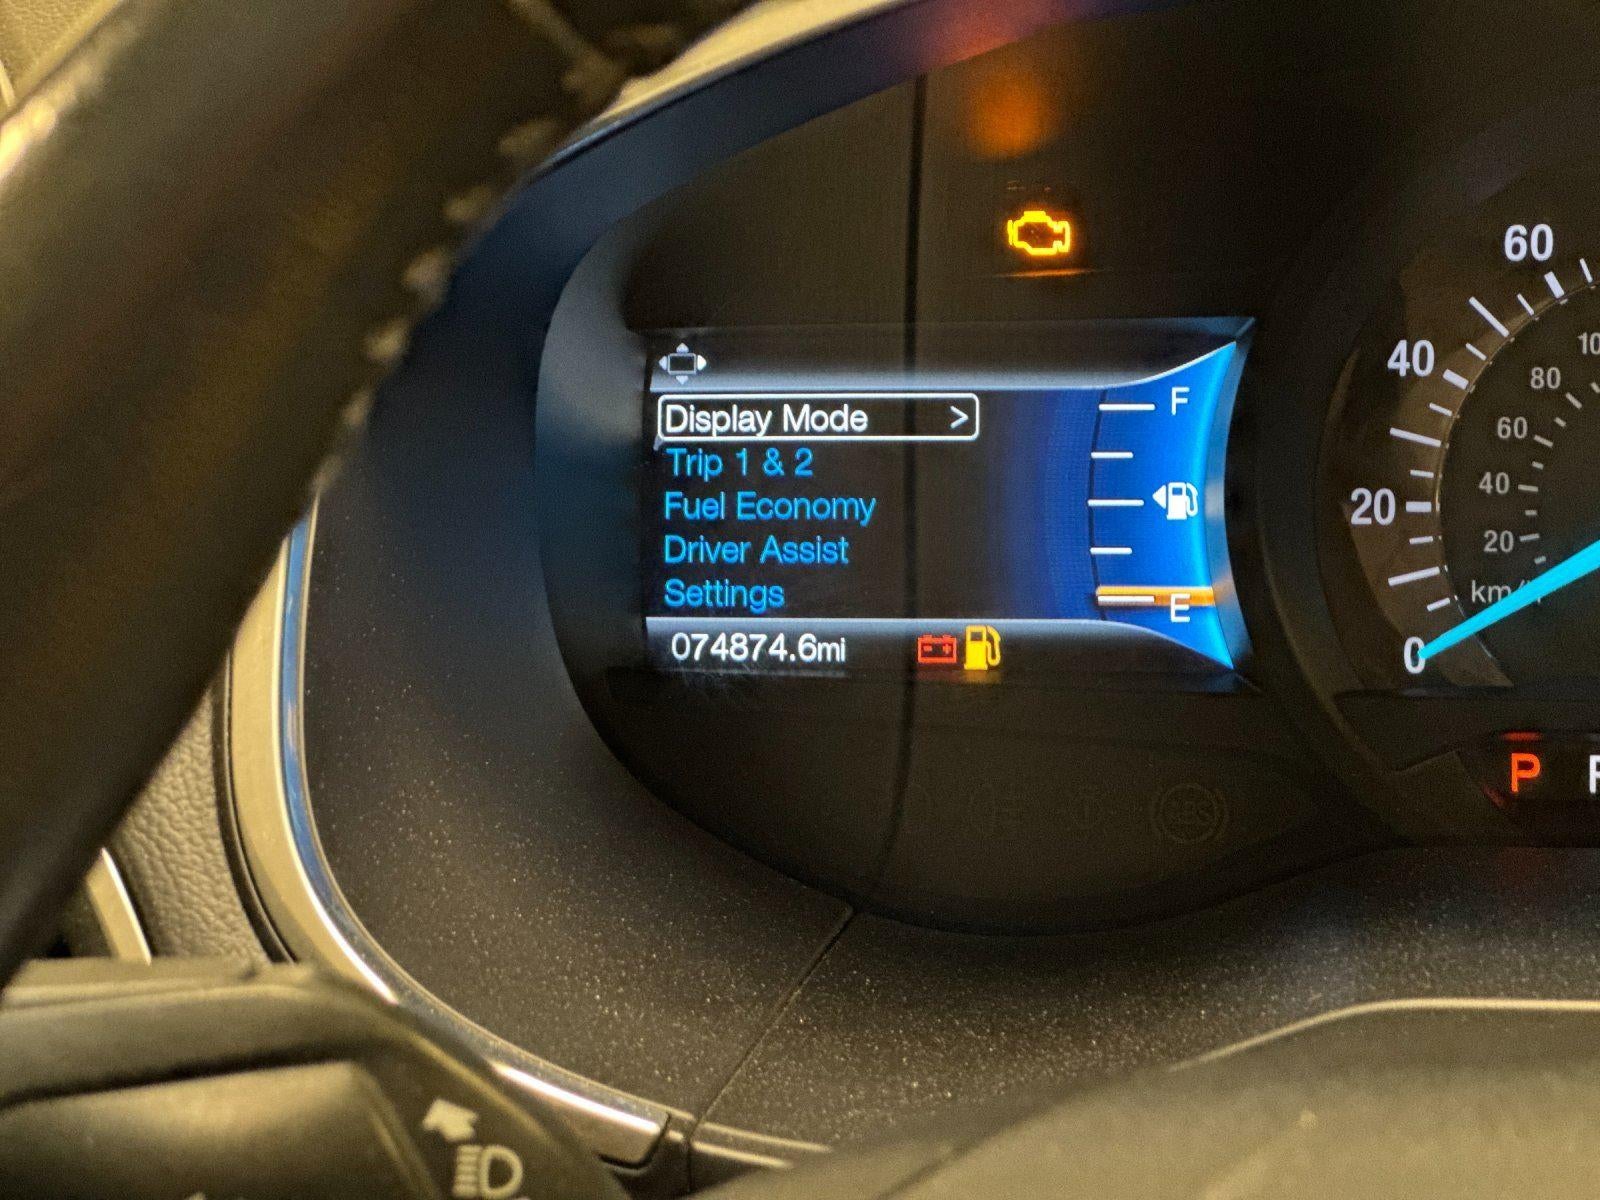 Display Mode >
Trip 1 & 2
Fuel Economy
Driver Assist
Settings
074874.6mi
F
E
60
40
20
0
80
60
40
20
P